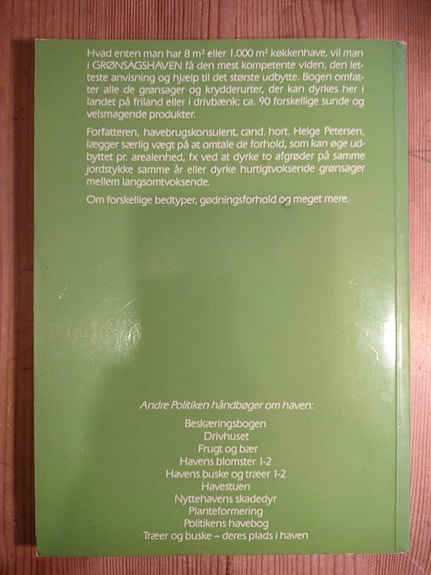 Hvad enten man har 8 m² eller 1.000 m² køkkenhave, vil man
i GRØNSAGSHAVEN få den mest kompetente viden, den let-
teste anvisning og hjælp til det største udbytte. Bogen omfat-
ter alle de grønsager og krydderurter, der kan dyrkes her i
landet på friland eller i drivbænk; ca. 90 forskellige sunde og
velsmagende produkter.
Forfatteren, havebrugskonsulent, cand. hort. Helge Petersen,
lægger særlig vægt på at omtale de forhold, som kan øge ud-
byttet pr. arealenhed, fx ved at dyrke to afgrøder på samme
jordstykke samme år eller dyrke hurtigtvoksende grønsager
mellem langsomtvoksende.
Om forskellige bedtyper, gødningsforhold og meget mere.
Andre Politiken håndbøger om haven:
Beskæringsbogen
Drivhuset
Frugt og bær
Havens blomster 1-2
Havens buske og træer 1-2
Havestuen
Nyttehavens skadedyr
Planteformering
Politikens havebog
Træer og buske – deres plads i haven